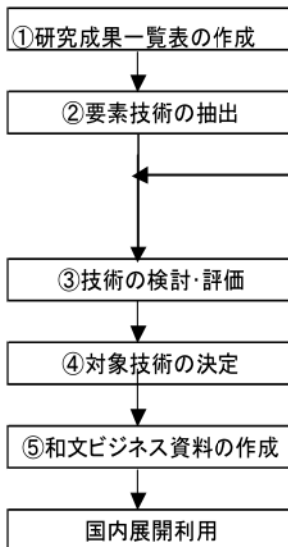 ①研究成果一覧表の作成
②要素技術の抽出
③技術の検討･評価
④対象技術の決定
⑤和文ビジネス資料の作成
国内展開利用